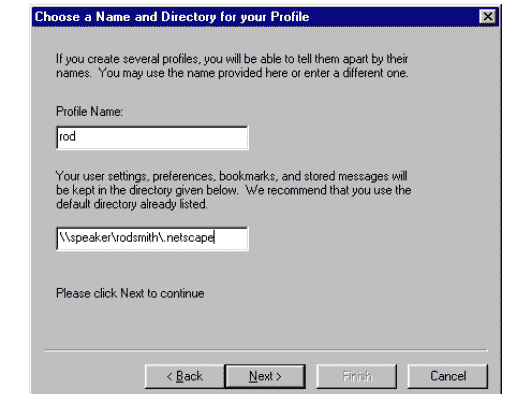 Choose a Name and Directory for your Profile
If you create several profiles, you will be able to tell them apart by their
names. You may use the name provided here or enter a different one.
Profile Name:
rod
Your user settings, preferences, bookmarks, and stored messages will
be kept in the directory given below. We recommend that you use the
default directory already listed.
\\speaker\rodsmith\.netscape
Please click Next to continue
< Back Next > Finish Cancel